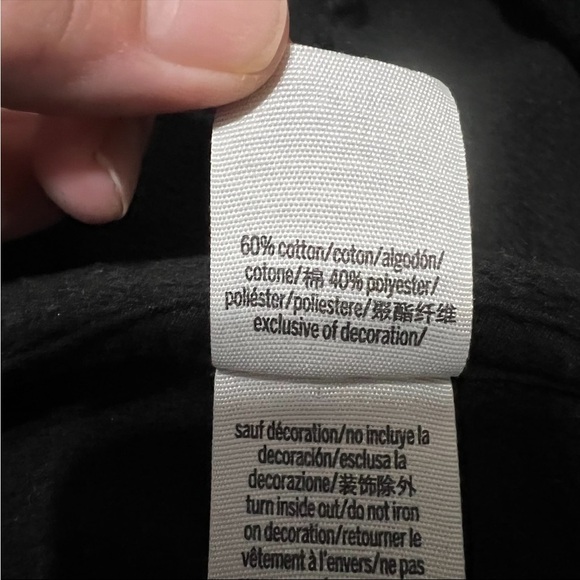 60% cotton/coton/algodón/
cotone/棉 40% polyester/
poliéster/poliestere/聚酯纤维
exclusive of decoration/
sauf décoration/no incluye la
decoración/esclusa la
decorazione/装饰除外
turn inside out/do not iron
on decoration/retourner le
vêtement à l'envers/ne pas